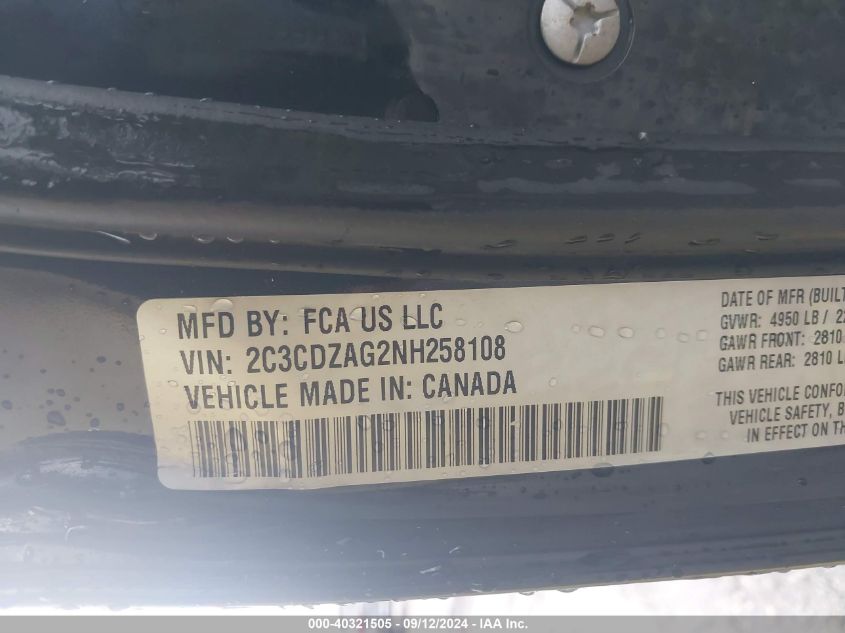 MFD BY: FCA US LLC
VIN: 2C3CDZAG2NH258108
VEHICLE MADE IN: CANADA
DATE OF MFR (BUILT
GVWR: 4950 LB /
GAWR FRONT: 2810
GAWR REAR: 2810 L
THIS VEHICLE
VEHICLE SAFETY,
IN EFFECT ON
000-40321505 - 09/12/2024 - IAA Inc.